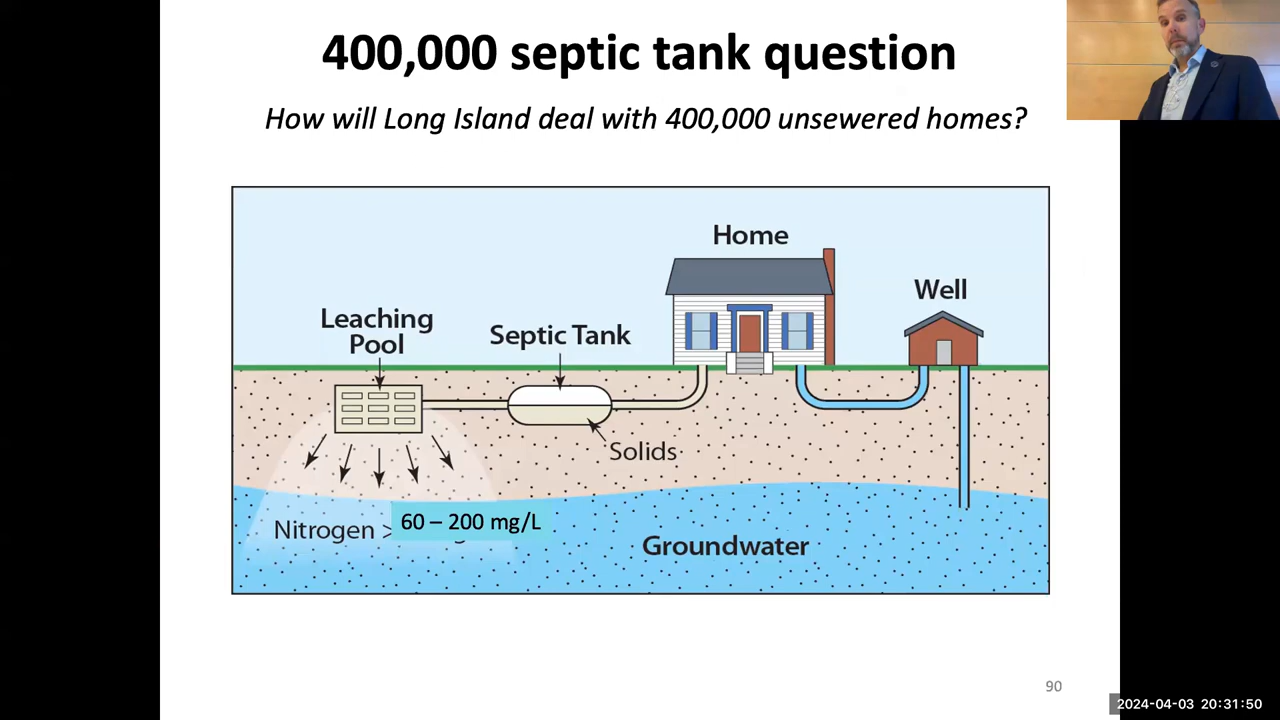 400,000 septic tank question
How will Long Island deal with 400,000 unsewered homes?
Home
Well
Leaching
Pool
Septic Tank
Solids
Nitrogen >
60 – 200 mg/L
Groundwater
90
2024-04-03 20:31:50